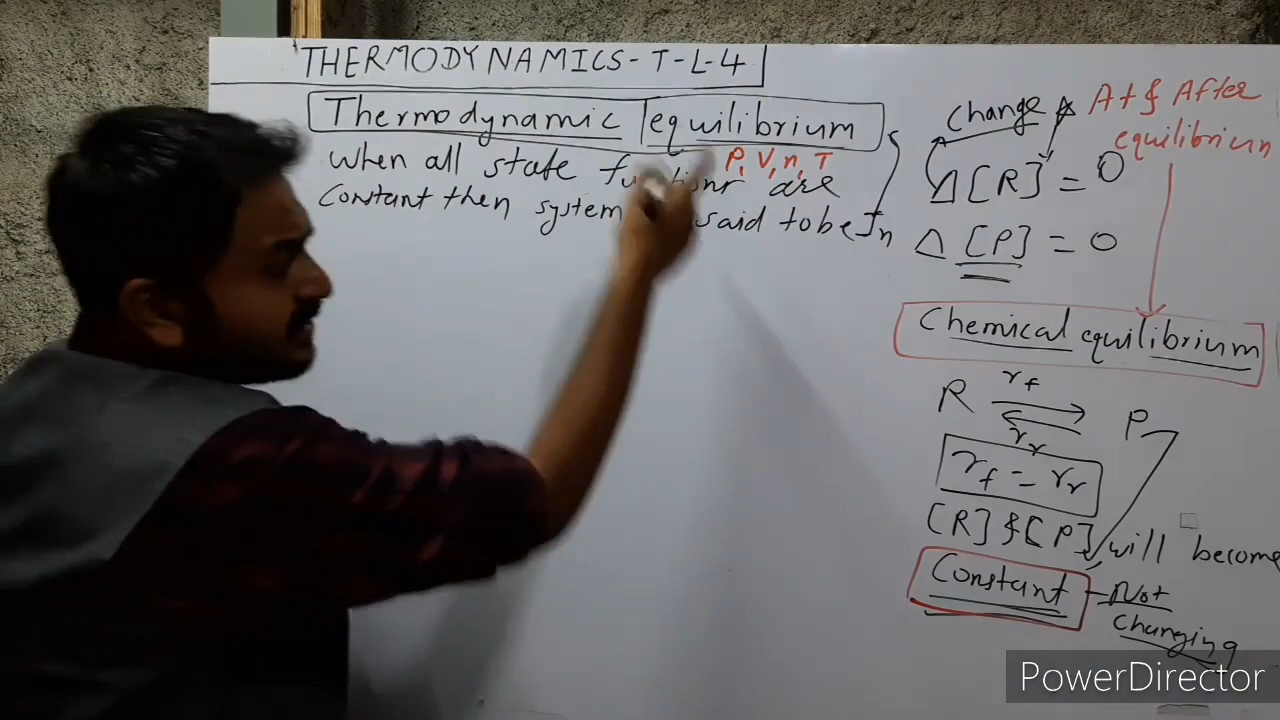 THERMODYNAMICS-T-L-4
Thermodynamic equilibrium
P, V, n, T
when all state functions are
Constant then system said to be In
change
At & After
equilibrium
Δ[R] = 0
Δ [P] = 0
Chemical equilibrium
rf
R ⇌ P
rr
rf = rr
[R] & [P] will become
Constant - Not
changing
PowerDirector